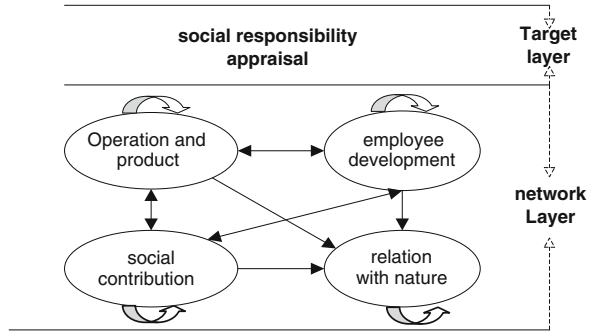 social responsibility
appraisal
Target
layer
Operation and
product
employee
development
network
Layer
social
contribution
relation
with nature